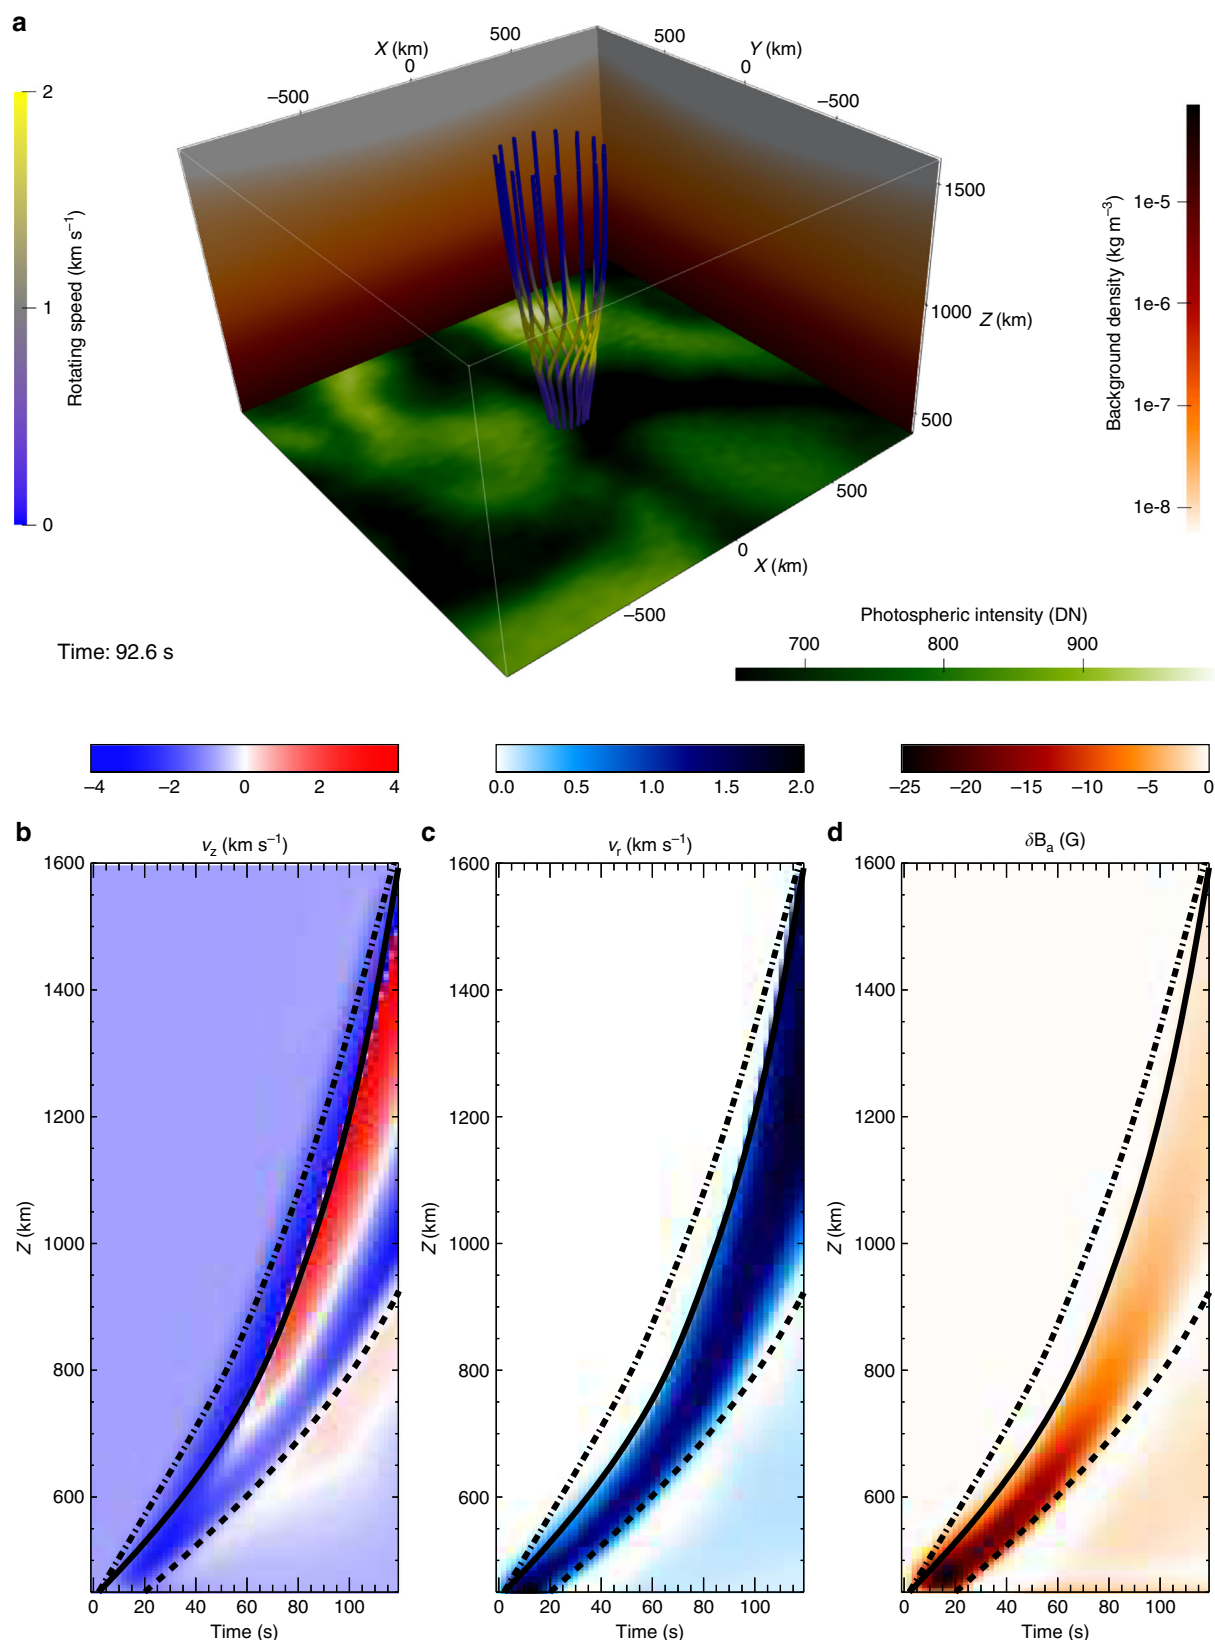 a
X (km)
500
0
−500
500
Y (km)
0
−500
2
1
0
Rotating speed (km s⁻¹)
1500
1000
Z (km)
500
1e-5
1e-6
1e-7
1e-8
Background density (kg m⁻³)
500
0
X (km)
−500
Time: 92.6 s
Photospheric intensity (DN)
700 800 900
−4 −2 0 2 4
0.0 0.5 1.0 1.5 2.0
−25 −20 −15 −10 −5 0
b
v_z (km s⁻¹)
c
v_r (km s⁻¹)
d
δB_a (G)
1600
1400
1200
1000
800
600
Z (km)
0 20 40 60 80 100
Time (s)
1600
1400
1200
1000
800
600
Z (km)
0 20 40 60 80 100
Time (s)
1600
1400
1200
1000
800
600
Z (km)
0 20 40 60 80 100
Time (s)